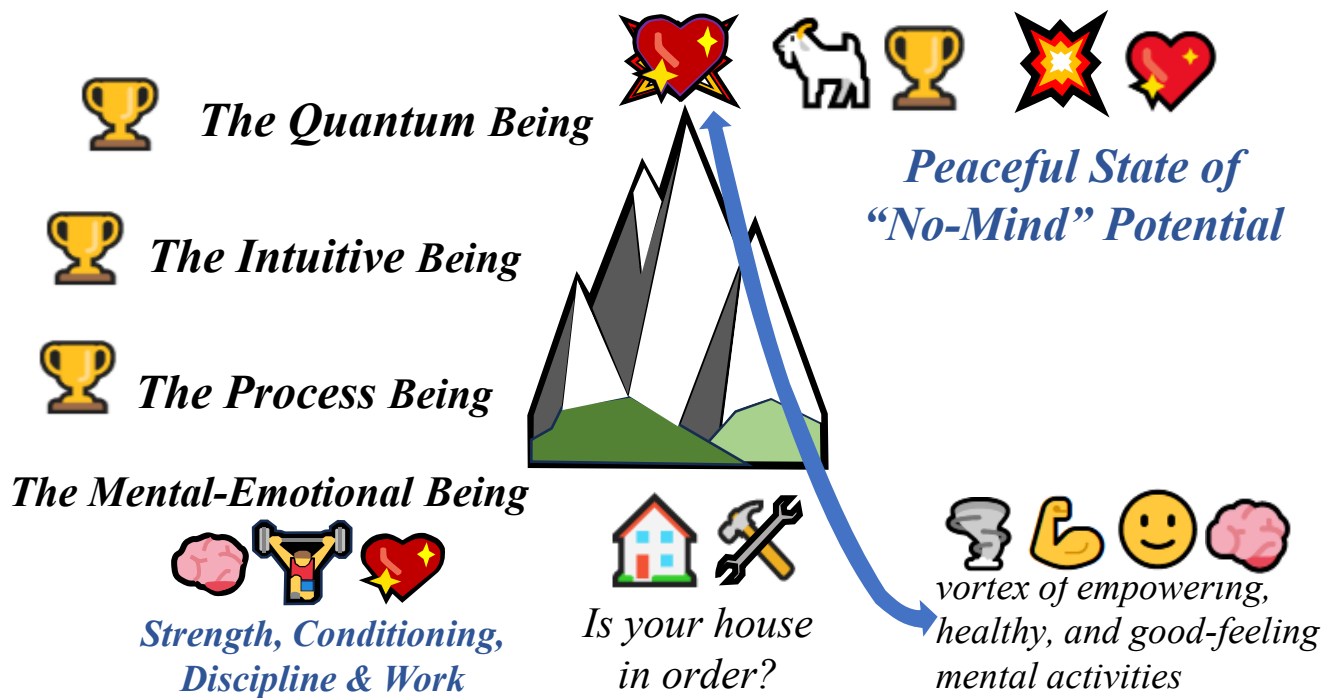 The Quantum Being
Peaceful State of
“No-Mind” Potential
The Intuitive Being
The Process Being
The Mental-Emotional Being
Strength, Conditioning,
Discipline & Work
Is your house
in order?
vortex of empowering,
healthy, and good-feeling
mental activities